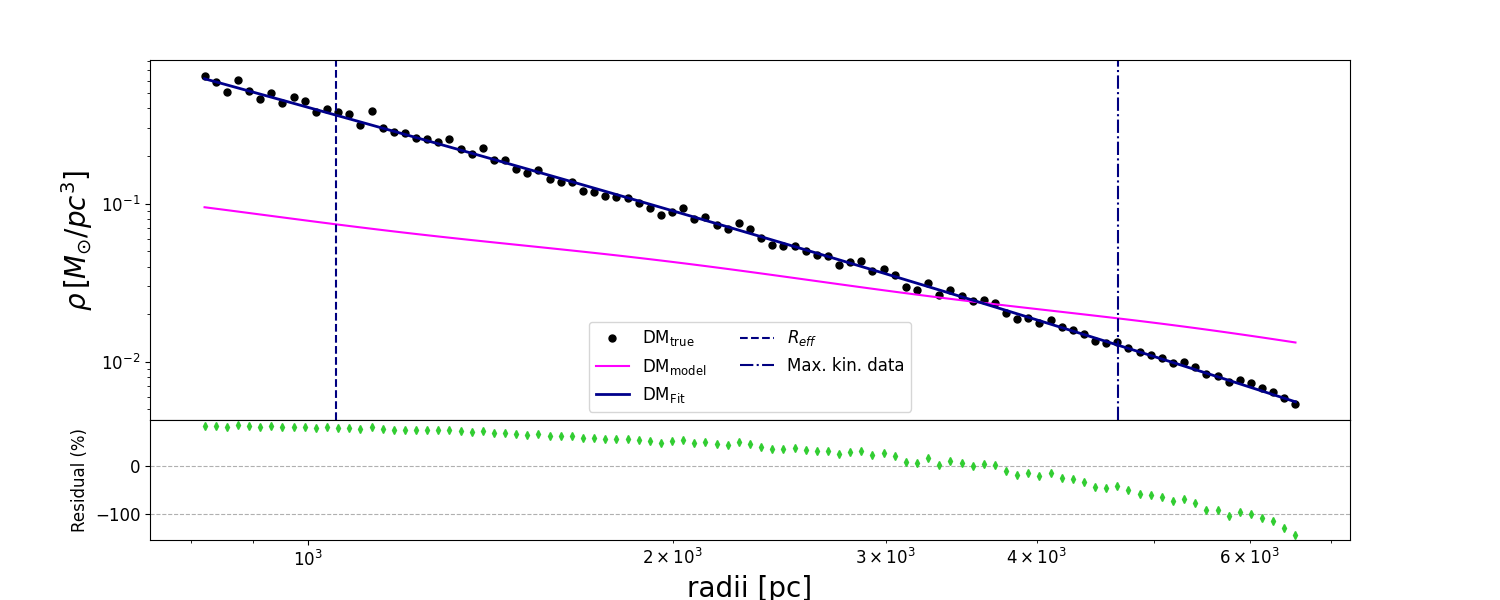 ρ [M⊙/pc³]
10⁻¹
10⁻²
DM_true
DM_model
DM_Fit
R_eff
Max. kin. data
Residual (%)
0
−100
10³
2 × 10³
3 × 10³
4 × 10³
6 × 10³
radii [pc]